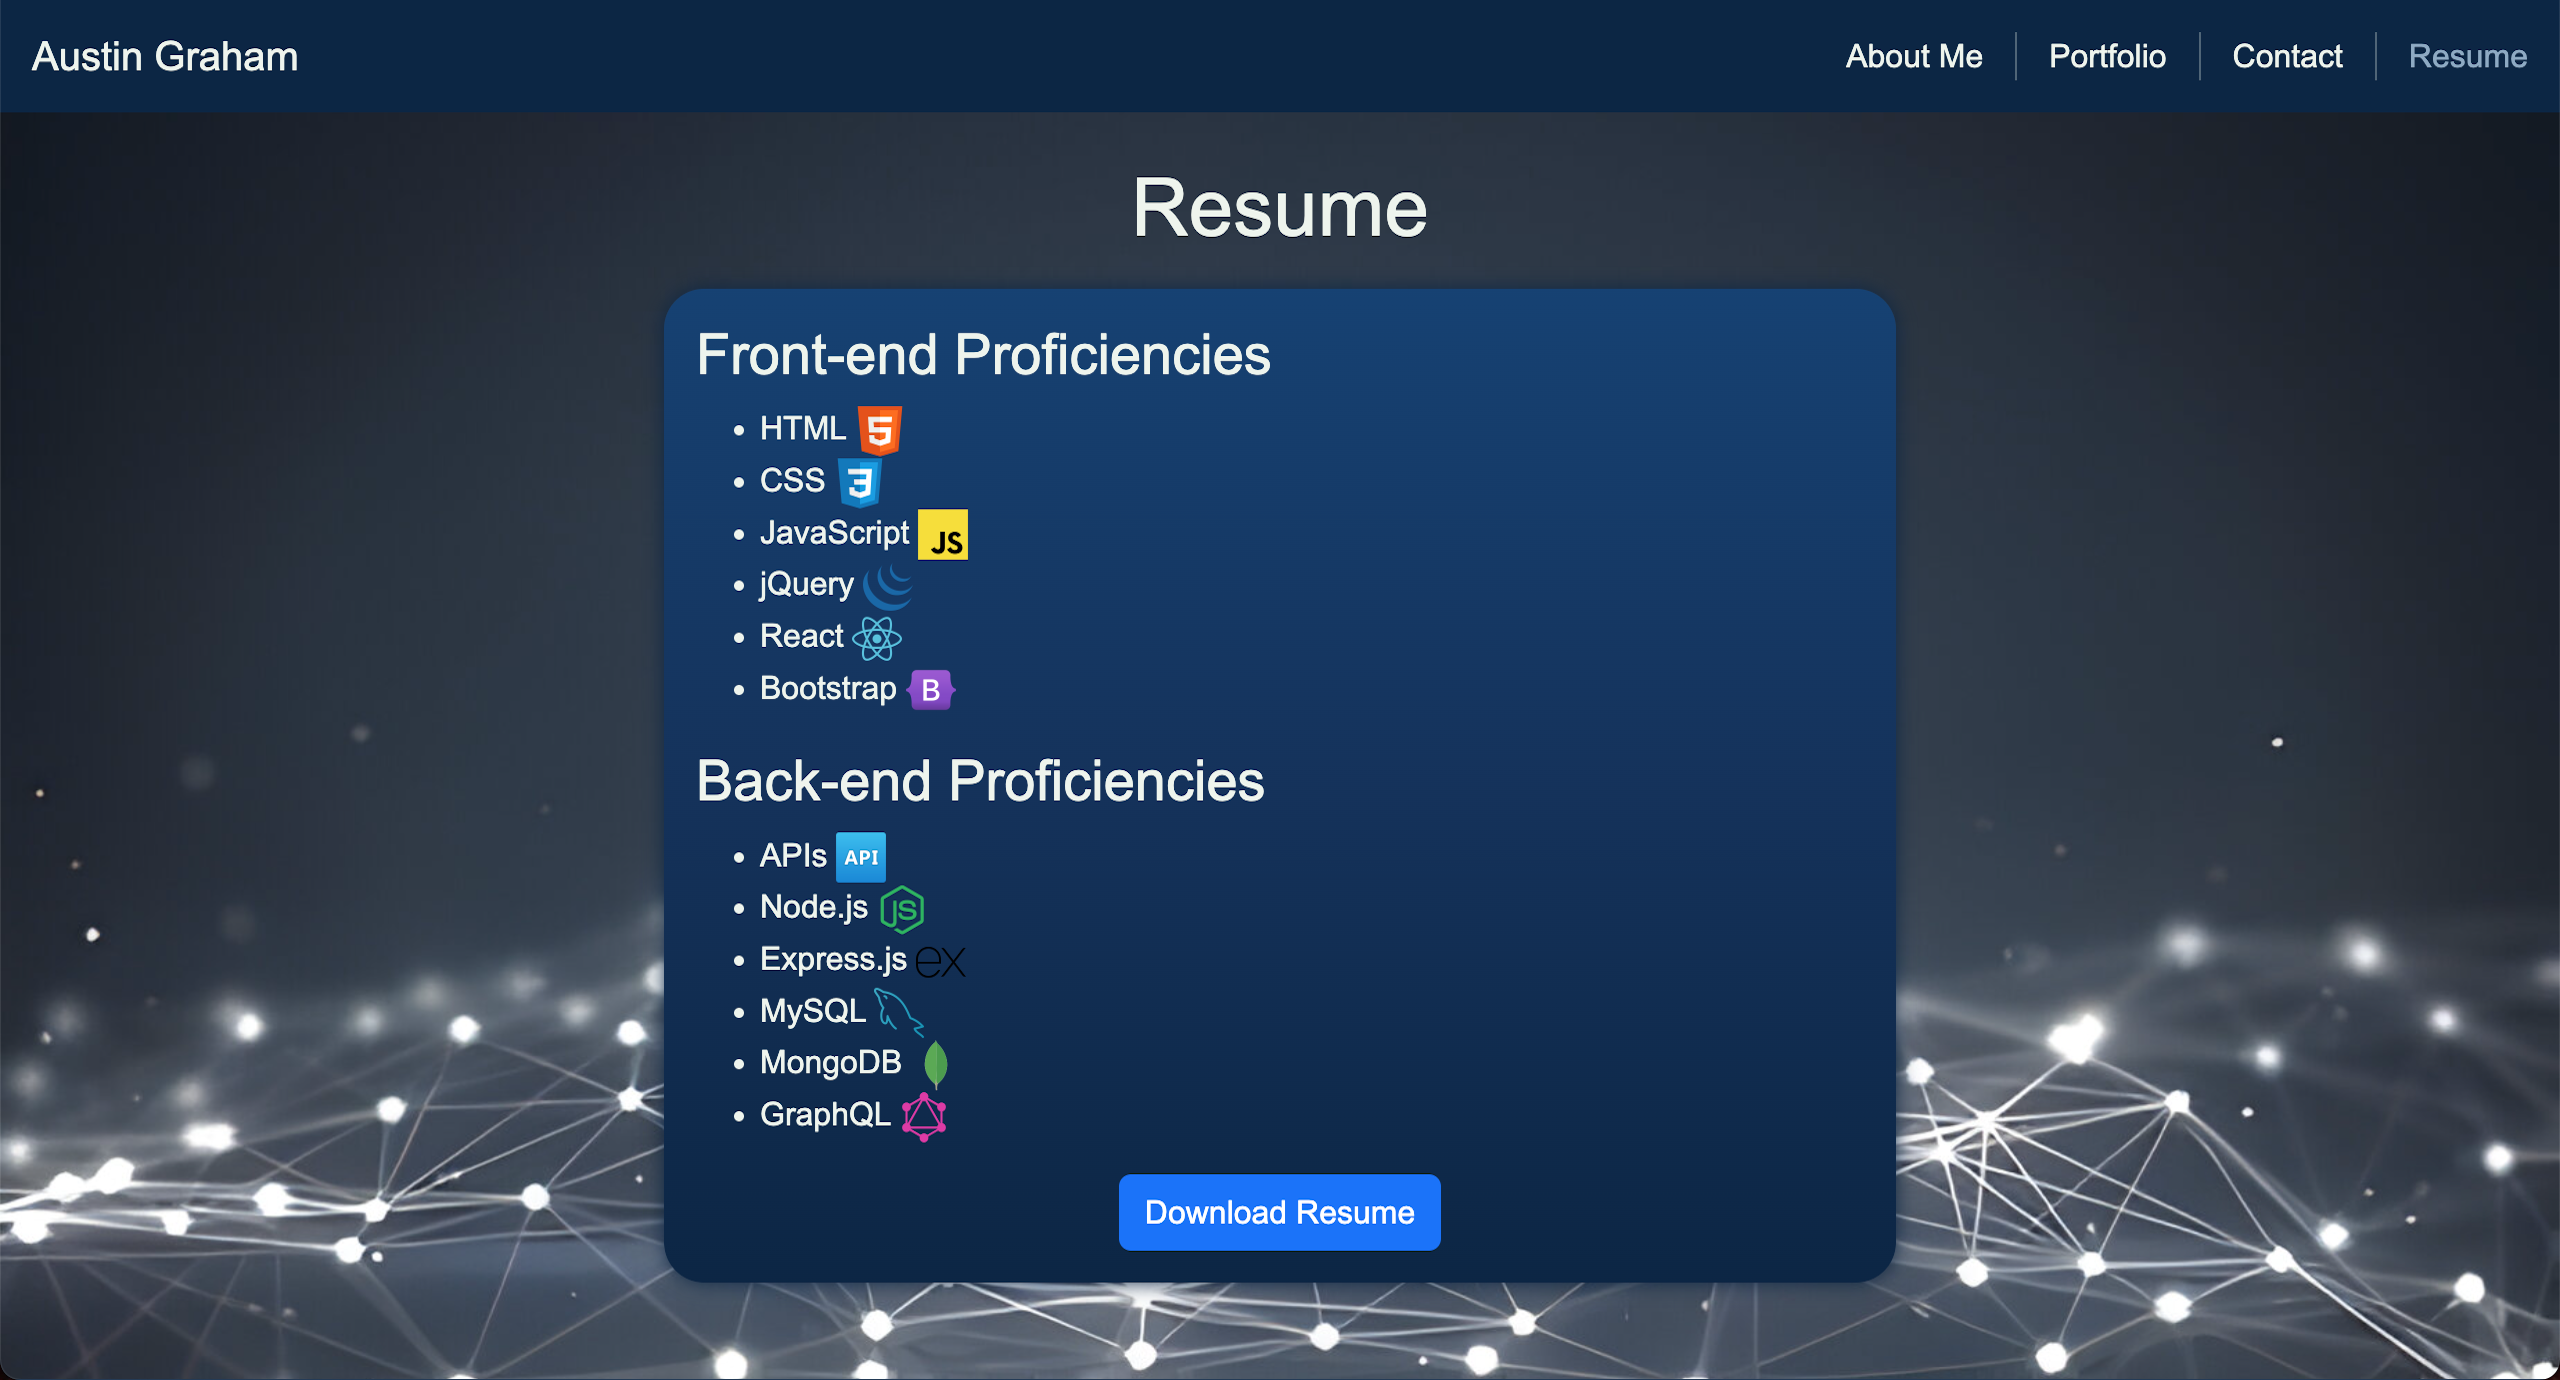 Austin Graham
About Me
Portfolio
Contact
Resume
Resume
Front-end Proficiencies
HTML 5
CSS 3
JavaScript JS
jQuery
React
Bootstrap B
Back-end Proficiencies
APIs API
Node.js JS
Express.js ex
MySQL
MongoDB
GraphQL
Download Resume